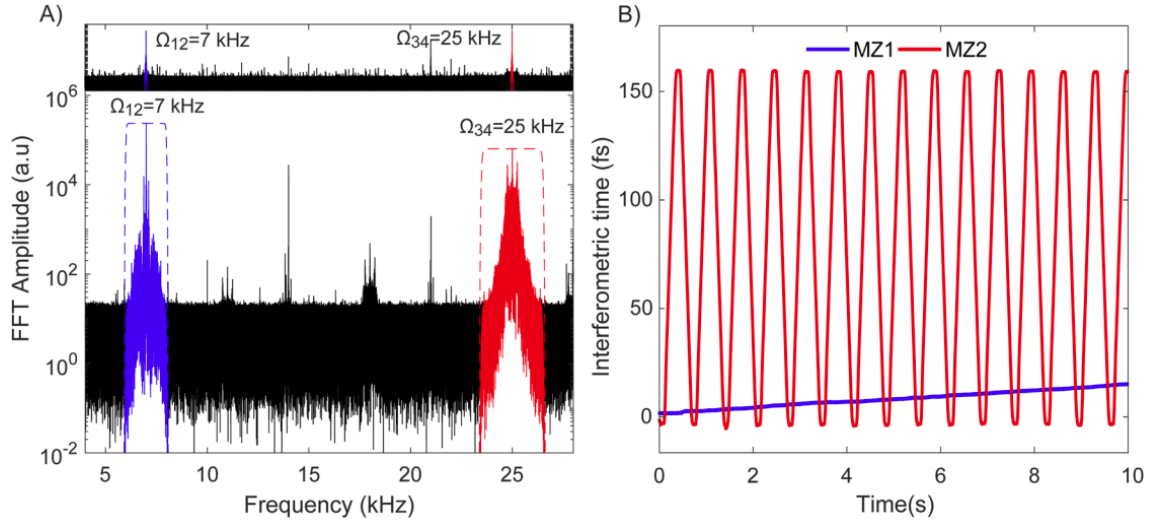 A)
Ω12=7 kHz
Ω34=25 kHz
10^6
Ω12=7 kHz
Ω34=25 kHz
10^4
10^2
10^0
10^-2
FFT Amplitude (a.u)
5 10 15 20 25
Frequency (kHz)
B)
MZ1 MZ2
150
100
50
0
Interferometric time (fs)
0 2 4 6 8 10
Time(s)